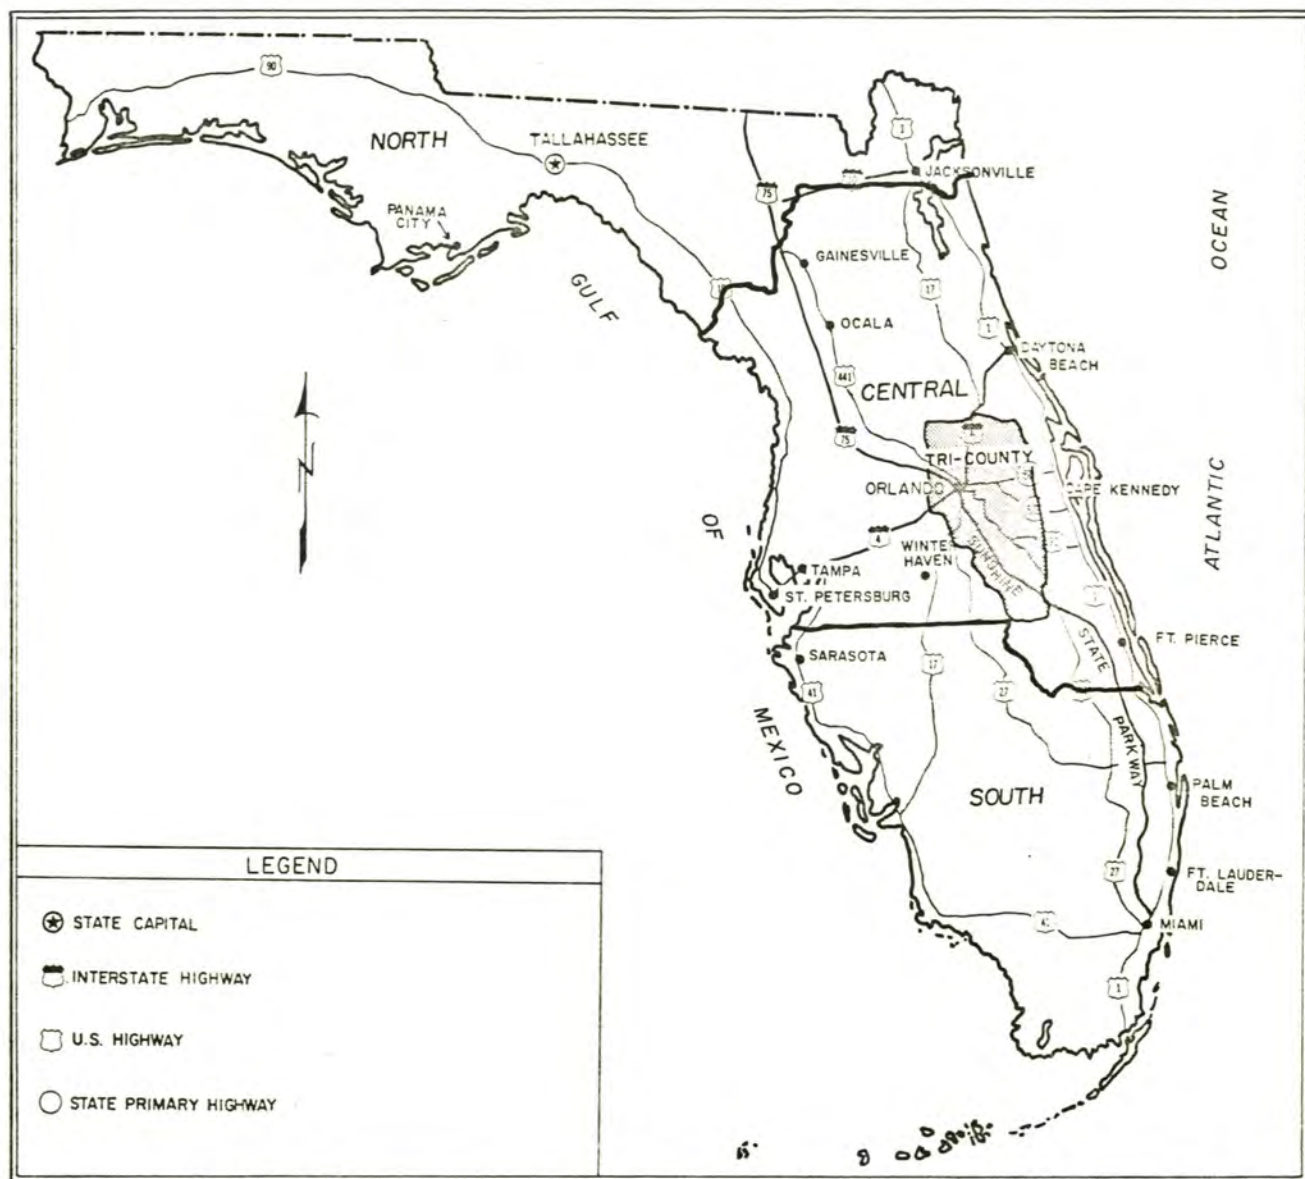 90
NORTH
TALLAHASSEE
PANAMA
CITY
1
JACKSONVILLE
75
GAINESVILLE
17
OCALA
1
DAYTONA
BEACH
441
CENTRAL
75
TRI-COUNTY
ORLANDO
CAPE KENNEDY
4
WINTER
HAVEN
SUNSHINE
STATE
PARKWAY
TAMPA
ST. PETERSBURG
1
FT. PIERCE
SARASOTA
41
17
27
SOUTH
PALM
BEACH
27
FT. LAUDER-
DALE
41
MIAMI
1
GULF
OF
MEXICO
ATLANTIC
OCEAN
N
LEGEND
STATE CAPITAL
INTERSTATE HIGHWAY
U.S. HIGHWAY
STATE PRIMARY HIGHWAY